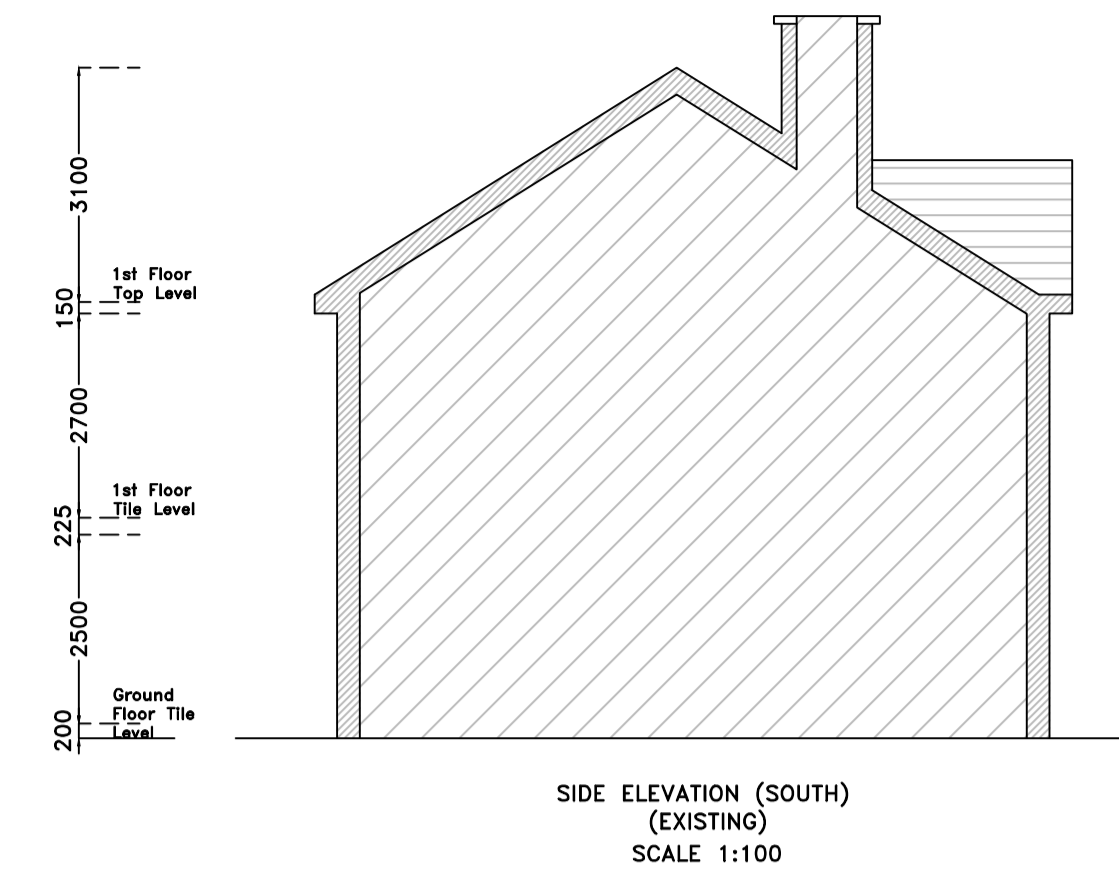 3100
1st Floor
Top Level
150
2700
1st Floor
Tile Level
225
2500
Ground
Floor Tile
Level
200
SIDE ELEVATION (SOUTH)
(EXISTING)
SCALE 1:100